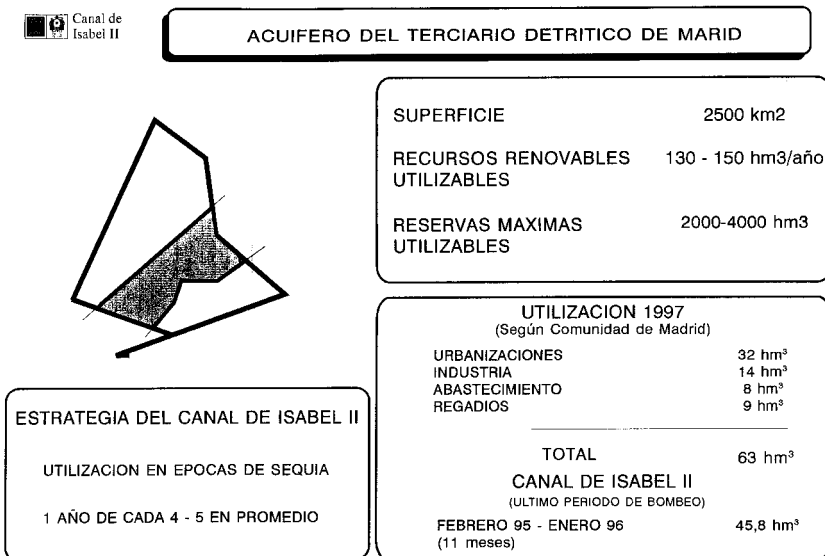 Canal de
Isabel II
ACUIFERO DEL TERCIARIO DETRITICO DE MARID
SUPERFICIE 2500 km2
RECURSOS RENOVABLES 130 - 150 hm3/año
UTILIZABLES
RESERVAS MAXIMAS 2000-4000 hm3
UTILIZABLES
ESTRATEGIA DEL CANAL DE ISABEL II
UTILIZACION EN EPOCAS DE SEQUIA
1 AÑO DE CADA 4 - 5 EN PROMEDIO
UTILIZACION 1997
(Según Comunidad de Madrid)
URBANIZACIONES 32 hm³
INDUSTRIA 14 hm³
ABASTECIMIENTO 8 hm³
REGADIOS 9 hm³
TOTAL 63 hm³
CANAL DE ISABEL II
(ULTIMO PERIODO DE BOMBEO)
FEBRERO 95 - ENERO 96 45,8 hm³
(11 meses)